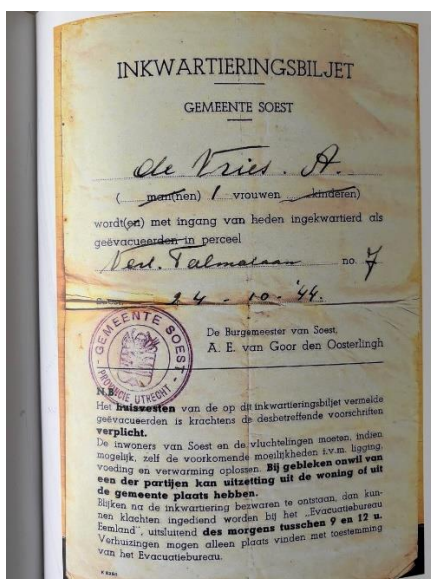 INKWARTIERINGSBILJET
GEMEENTE SOEST
de Vries. A.
( man(nen) 1 vrouwen kinderen)
wordt(en) met ingang van heden ingekwartierd als
geëvacueerden in perceel
Verl. Talmalaan no. 7
24 - 10 - '44.
GEMEENTE SOEST
PROVINCIE UTRECHT
De Burgemeester van Soest,
A. E. van Goor den Oosterlingh
N.B.
Het huisvesten van de op dit inkwartieringsbiljet vermelde
geëvacueerden is krachtens de desbetreffende voorschriften
verplicht.
De inwoners van Soest en de vluchtelingen moeten, indien
mogelijk, zelf de voorkomende moeilijkheden i.v.m. ligging,
voeding en verwarming oplossen. Bij gebleken onwil van
een der partijen kan uitzetting uit de woning of uit
de gemeente plaats hebben.
Blijken na de inkwartiering bezwaren te ontstaan, dan kun-
nen klachten ingediend worden bij het „Evacuatiebureau
Eemland", uitsluitend des morgens tusschen 9 en 12 u.
Verhuizingen mogen alleen plaats vinden met toestemming
van het Evacuatiebureau.